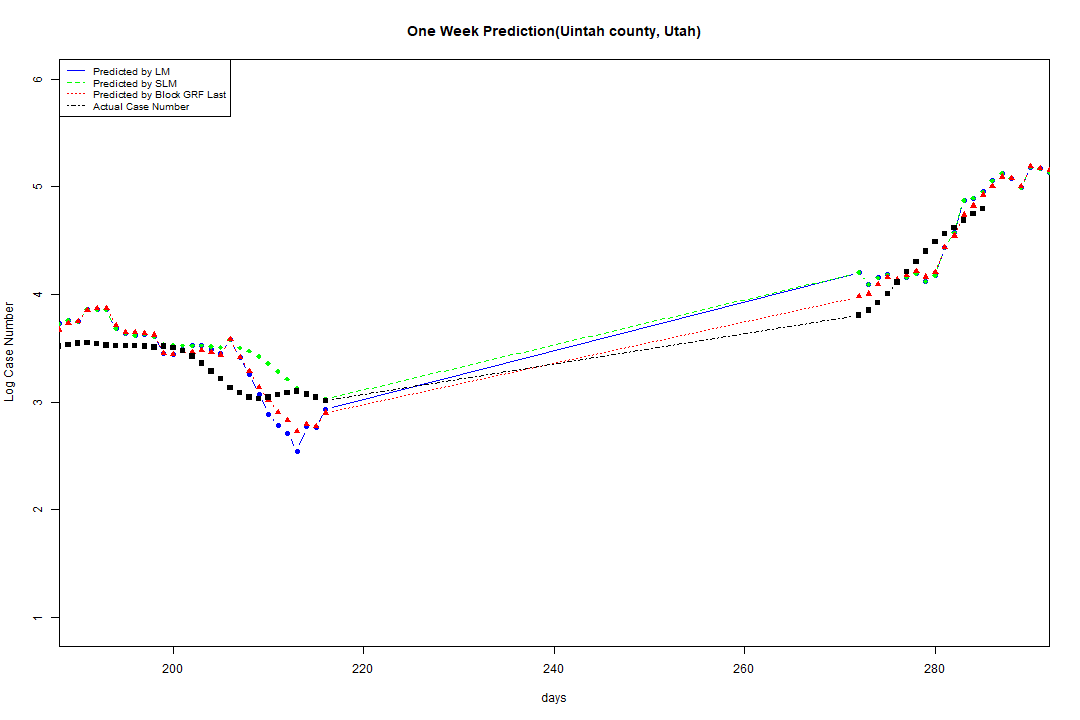 One Week Prediction(Uintah county, Utah)
Predicted by LM
Predicted by SLM
Predicted by Block GRF Last
Actual Case Number
6
5
4
3
2
1
Log Case Number
200 220 240 260 280
days